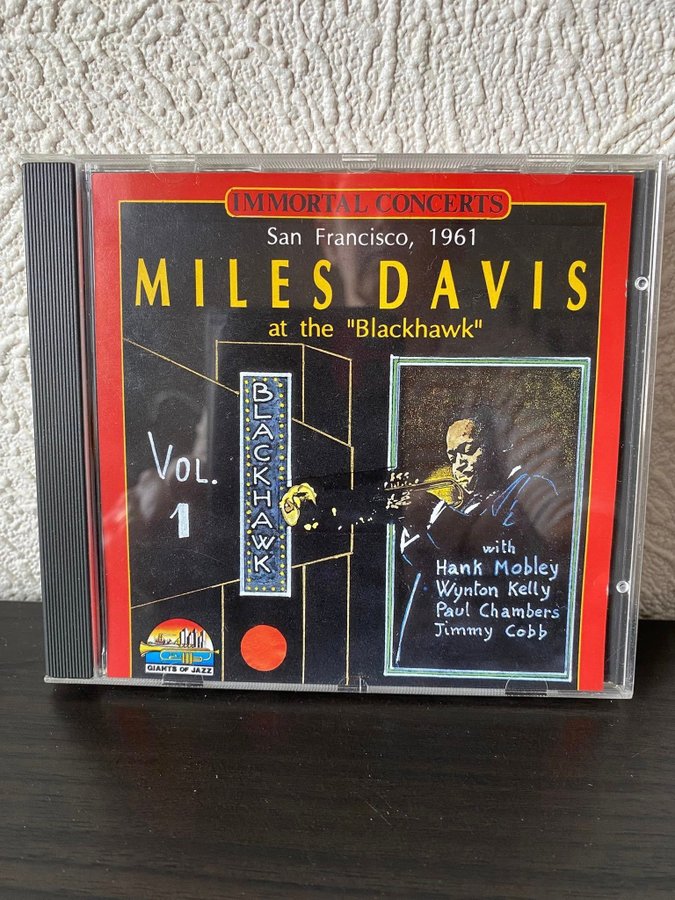 IMMORTAL CONCERTS
San Francisco, 1961
MILES DAVIS
at the "Blackhawk"
BLACKHAWK
VOL.
1
with
Hank Mobley
Wynton Kelly
Paul Chambers
Jimmy Cobb
GIANTS OF JAZZ